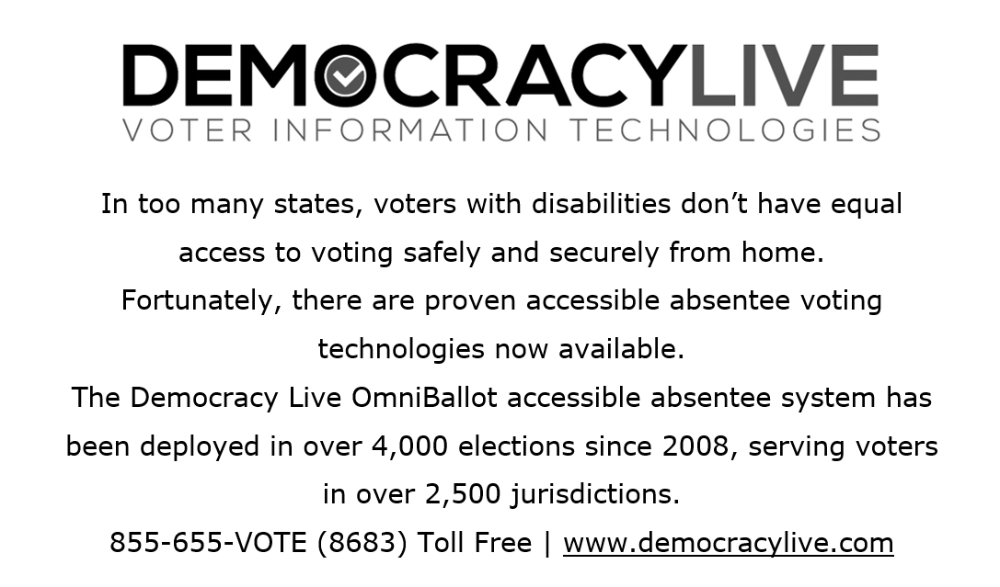 DEMOCRACYLIVE
VOTER INFORMATION TECHNOLOGIES
In too many states, voters with disabilities don’t have equal
access to voting safely and securely from home.
Fortunately, there are proven accessible absentee voting
technologies now available.
The Democracy Live OmniBallot accessible absentee system has
been deployed in over 4,000 elections since 2008, serving voters
in over 2,500 jurisdictions.
855-655-VOTE (8683) Toll Free | www.democracylive.com